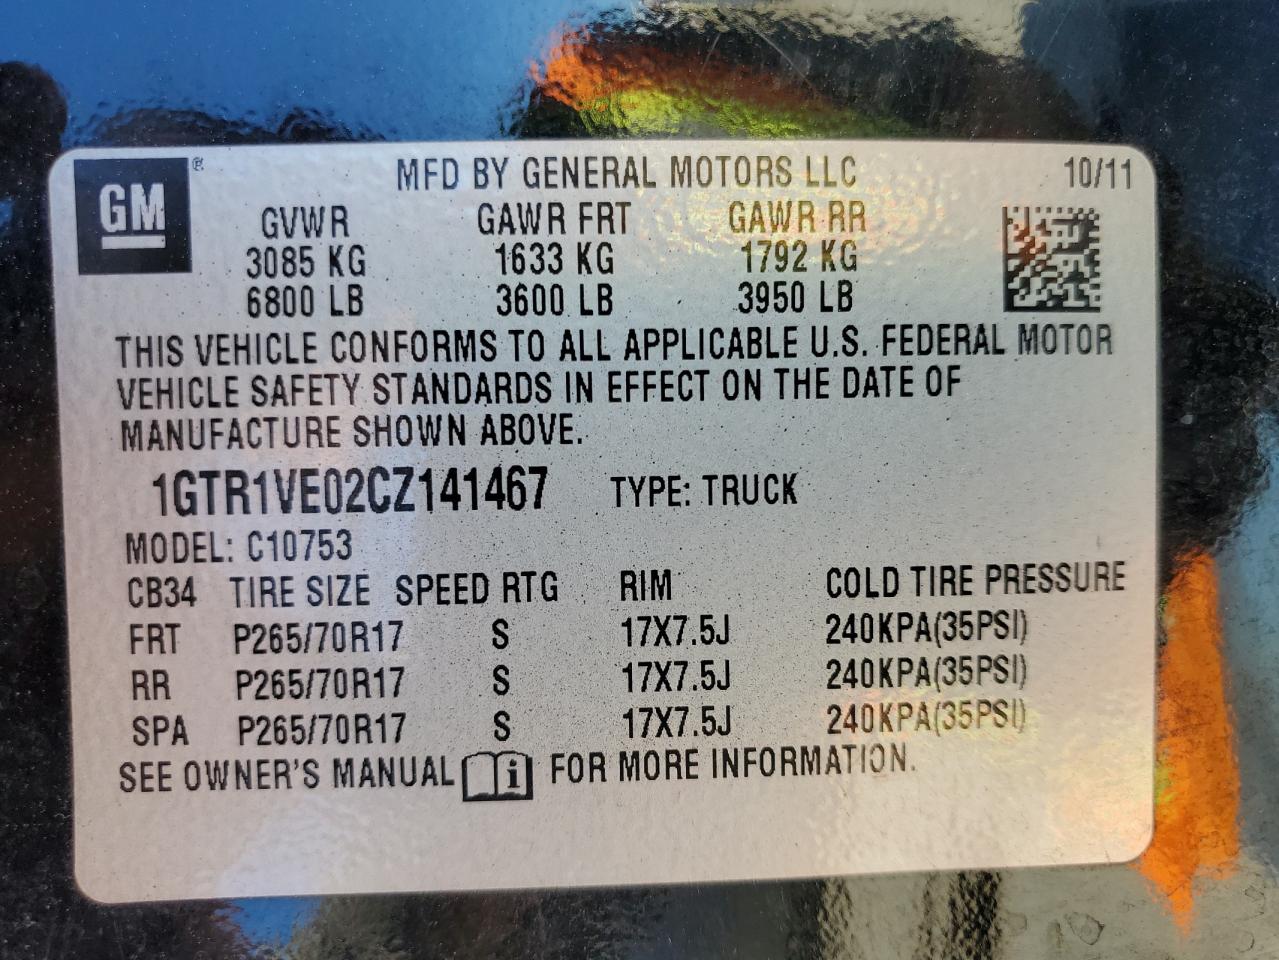 GM ® MFD BY GENERAL MOTORS LLC 10/11
GVWR GAWR FRT GAWR RR
3085 KG 1633 KG 1792 KG
6800 LB 3600 LB 3950 LB
THIS VEHICLE CONFORMS TO ALL APPLICABLE U.S. FEDERAL MOTOR
VEHICLE SAFETY STANDARDS IN EFFECT ON THE DATE OF
MANUFACTURE SHOWN ABOVE.
1GTR1VE02CZ141467 TYPE: TRUCK
MODEL: C10753
CB34 TIRE SIZE SPEED RTG RIM COLD TIRE PRESSURE
FRT P265/70R17 S 17X7.5J 240KPA(35PSI)
RR P265/70R17 S 17X7.5J 240KPA(35PSI)
SPA P265/70R17 S 17X7.5J 240KPA(35PSI)
SEE OWNER'S MANUAL i FOR MORE INFORMATION.